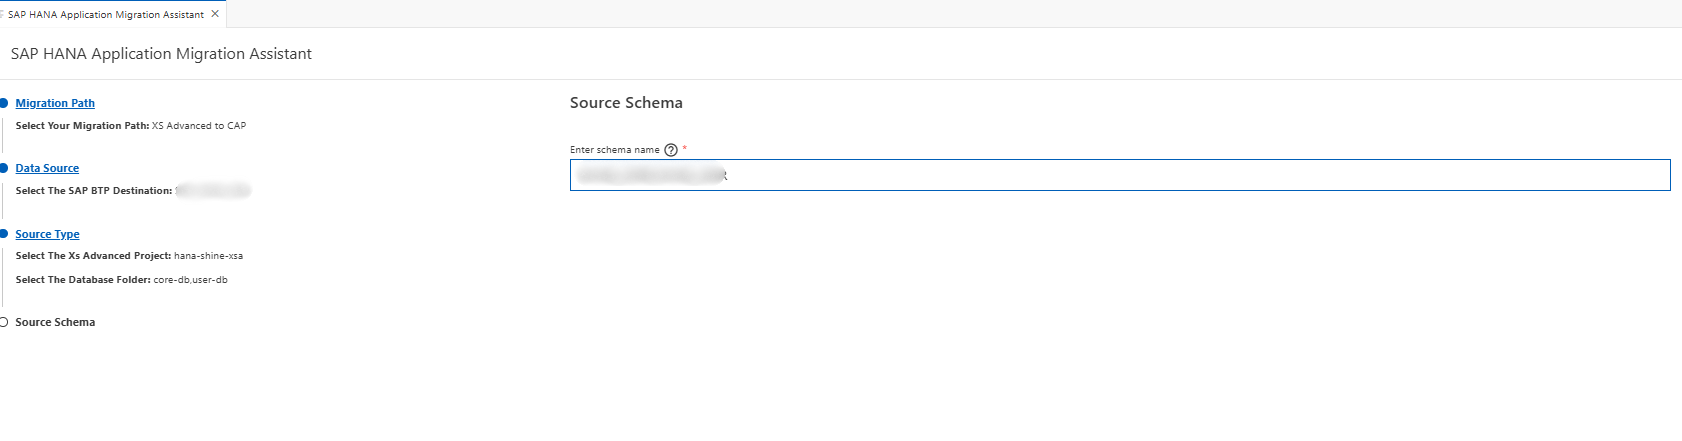 SAP HANA Application Migration Assistant ×
SAP HANA Application Migration Assistant
Migration Path
Select Your Migration Path: XS Advanced to CAP
Data Source
Select The SAP BTP Destination:
Source Type
Select The Xs Advanced Project: hana-shine-xsa
Select The Database Folder: core-db,user-db
Source Schema
Source Schema
Enter schema name ? *